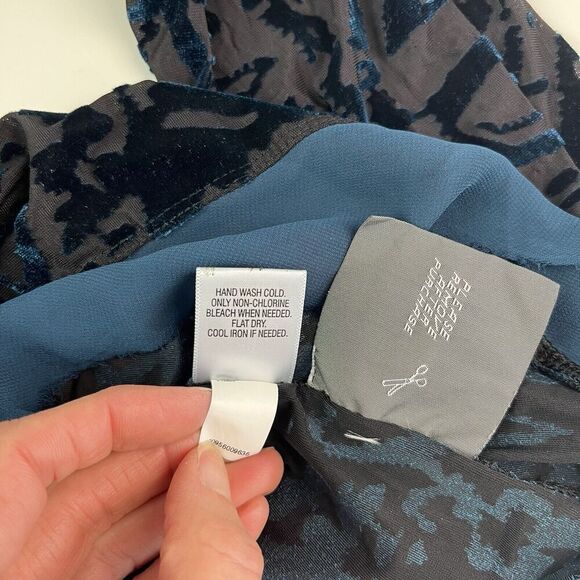 HAND WASH COLD.
ONLY NON-CHLORINE
BLEACH WHEN NEEDED.
FLAT DRY.
COOL IRON IF NEEDED.
PLEASE
REMOVE
AFTER
PURCHASE